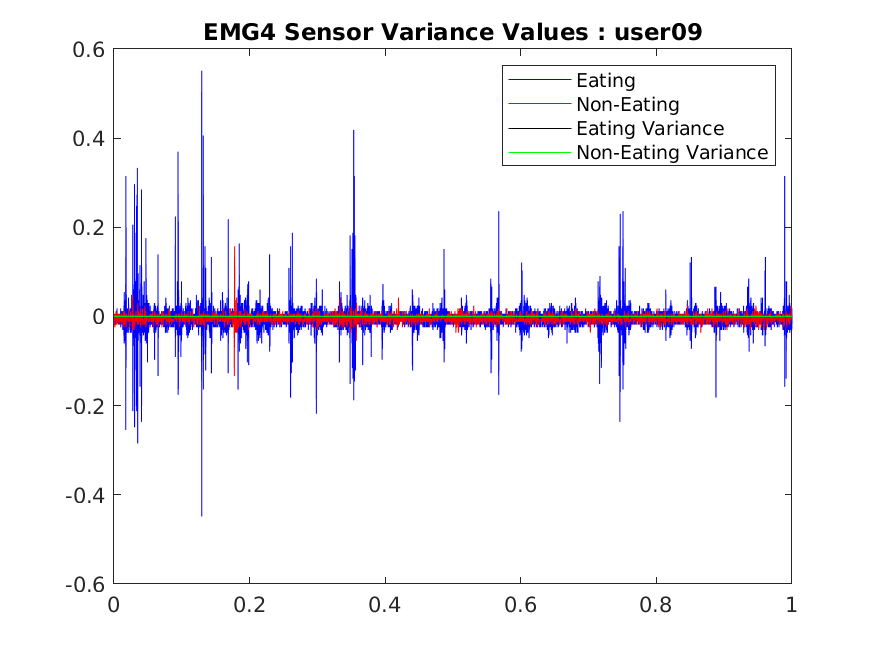 EMG4 Sensor Variance Values : user09
Eating
Non-Eating
Eating Variance
Non-Eating Variance
0.6
0.4
0.2
0
-0.2
-0.4
-0.6
0 0.2 0.4 0.6 0.8 1